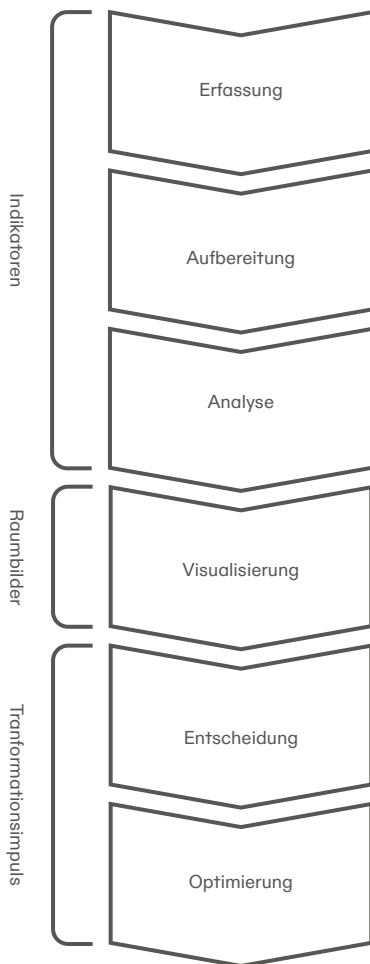 Indikatoren
Erfassung
Aufbereitung
Analyse
Raumbilder
Visualisierung
Tranformationsimpuls
Entscheidung
Optimierung